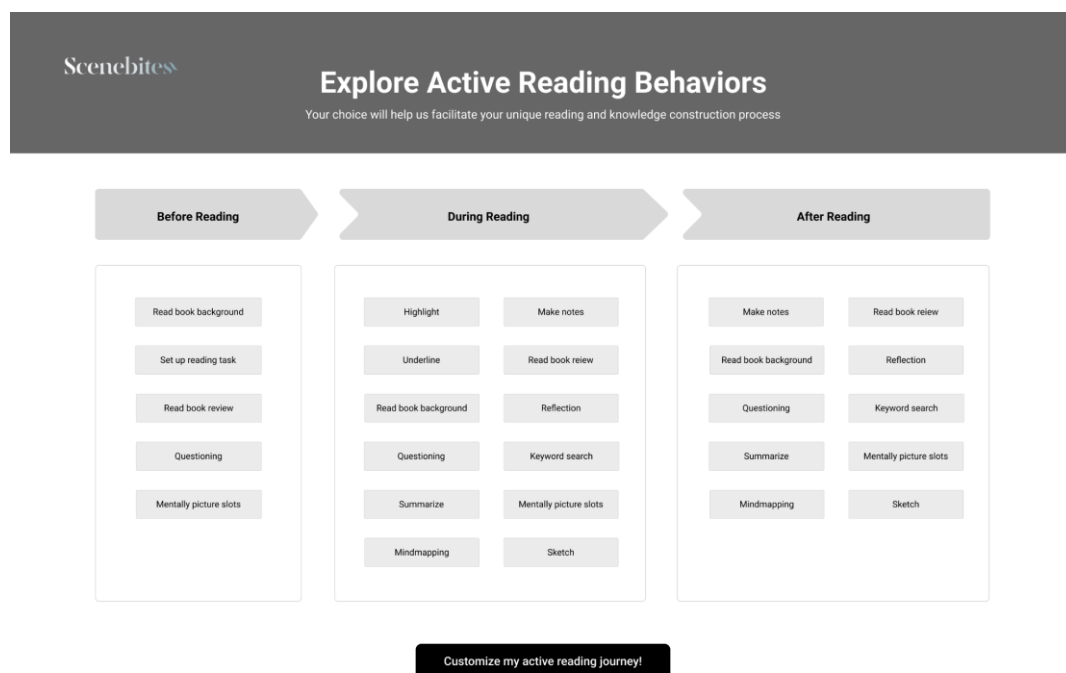 Scenebites
Explore Active Reading Behaviors
Your choice will help us facilitate your unique reading and knowledge construction process
Before Reading
During Reading
After Reading
Read book background
Set up reading task
Read book review
Questioning
Mentally picture slots
Highlight
Make notes
Underline
Read book reiew
Read book background
Reflection
Questioning
Keyword search
Summarize
Mentally picture slots
Mindmapping
Sketch
Make notes
Read book reiew
Read book background
Reflection
Questioning
Keyword search
Summarize
Mentally picture slots
Mindmapping
Sketch
Customize my active reading journey!